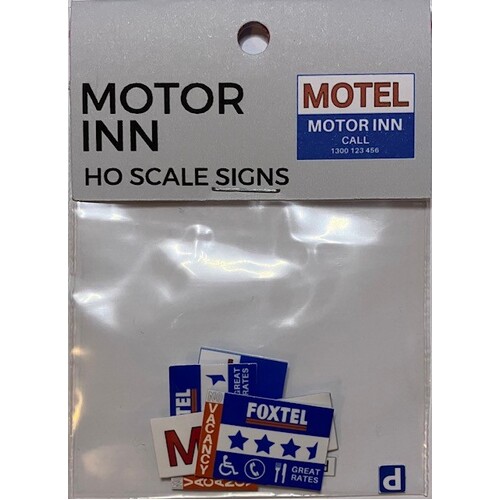 MOTOR
INN
HO SCALE SIGNS
MOTEL
MOTOR INN
CALL
1300 123 456
GREAT
RATES
TEL
NO
VACANCY
FOXTEL
M
GREAT
RATES
d